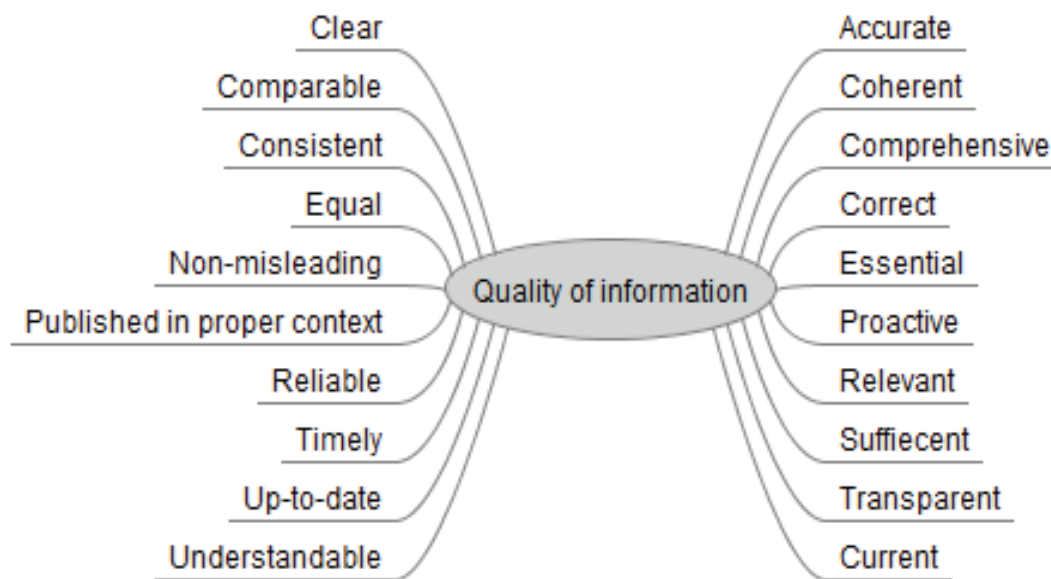 Clear
Comparable
Consistent
Equal
Non-misleading
Published in proper context
Reliable
Timely
Up-to-date
Understandable
Quality of information
Accurate
Coherent
Comprehensive
Correct
Essential
Proactive
Relevant
Suffiecent
Transparent
Current